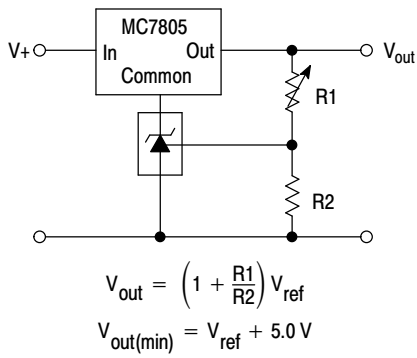 MC7805
V+ In Out Vout
Common
R1
R2
Vout = (1 + R1/R2) Vref
Vout(min) = Vref + 5.0 V